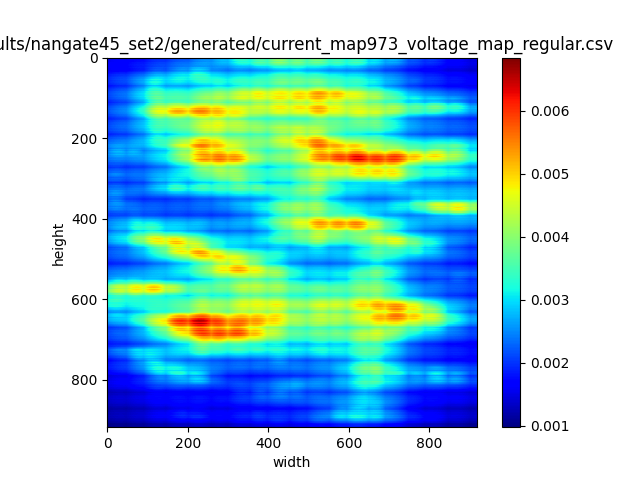 ults/nangate45_set2/generated/current_map973_voltage_map_regular.csv
0
200
400
600
800
height
0 200 400 600 800
width
0.006
0.005
0.004
0.003
0.002
0.001